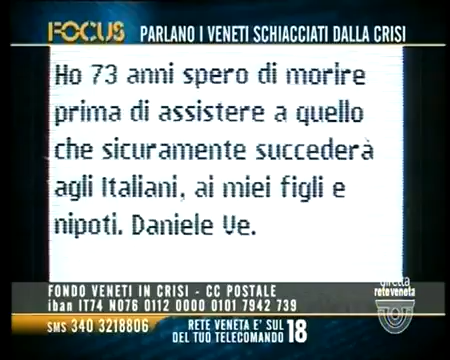 FOCUS PARLANO I VENETI SCHIACCIATI DALLA CRISI
Ho 73 anni spero di morire
prima di assistere a quello
che sicuramente succederà
agli Italiani, ai miei figli e
nipoti. Daniele Ve.
diretta
reteveneta
FONDO VENETI IN CRISI - CC POSTALE
iban IT74 N076 0112 0000 0101 7942 739
SMS 340 3218806
RETE VENETA E' SUL
DEL TUO TELECOMANDO 18